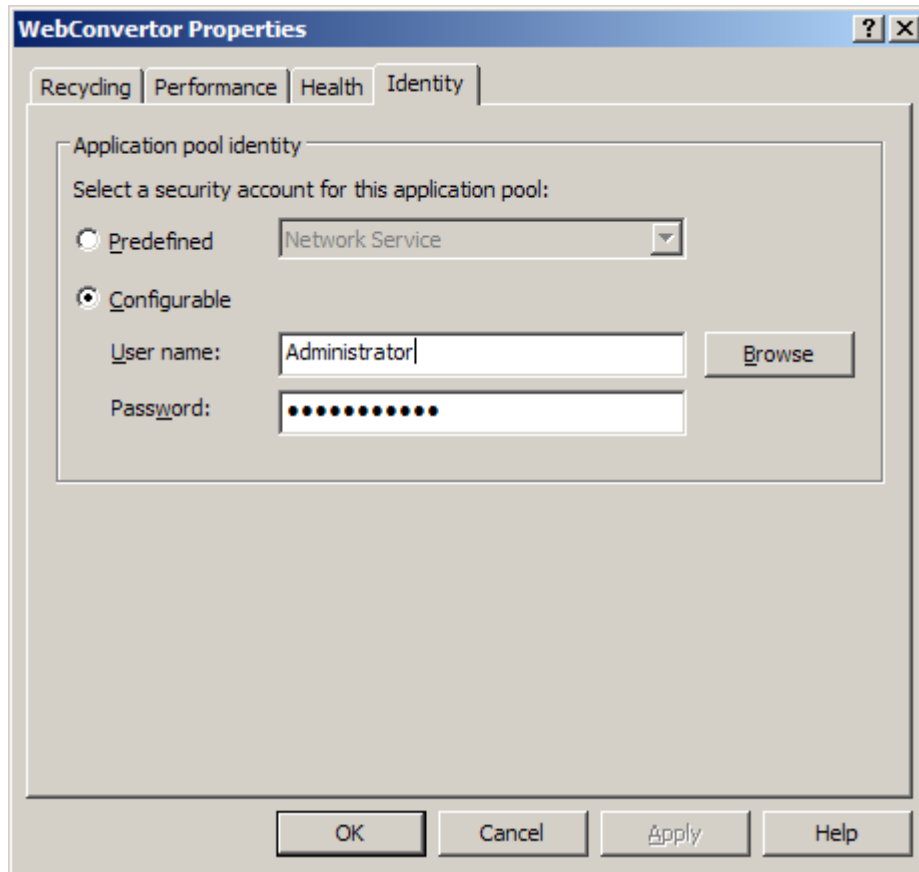 WebConvertor Properties
Recycling Performance Health Identity
Application pool identity
Select a security account for this application pool:
Predefined Network Service
Configurable
User name: Administrator Browse
Password: ●●●●●●●●●●●
OK Cancel Apply Help